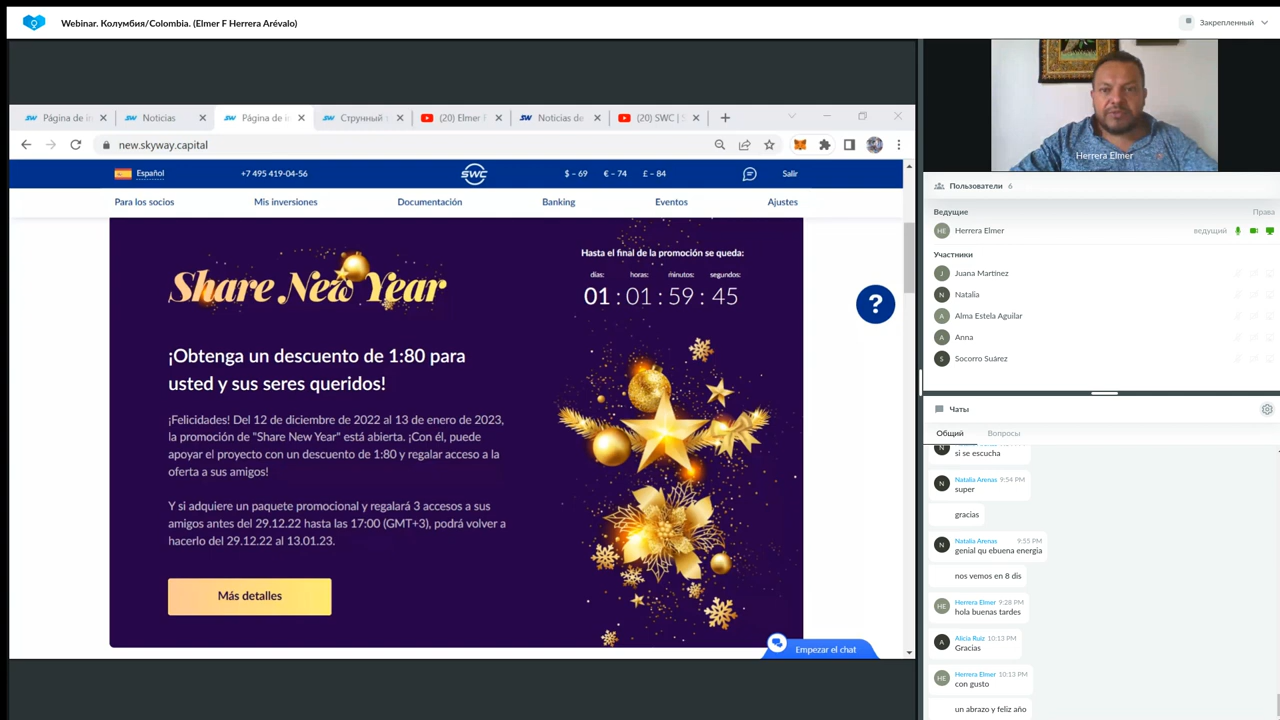 Webinar. Колумбия/Colombia. (Elmer F Herrera Arévalo)
Закрепленный
Página de in
Noticias
Página de in
Струнный т
(20) Elmer F
Noticias de
(20) SWC |
new.skyway.capital
Español
+7 495 419-04-56
SWC
$ – 69
€ – 74
£ – 84
Salir
Para los socios
Mis inversiones
Documentación
Banking
Eventos
Ajustes
Share New Year
Hasta el final de la promoción se queda:
días:
horas:
minutos:
segundos:
01 : 01 : 59 : 45
¡Obtenga un descuento de 1:80 para
usted y sus seres queridos!
¡Felicidades! Del 12 de diciembre de 2022 al 13 de enero de 2023,
la promoción de "Share New Year" está abierta. ¡Con él, puede
apoyar el proyecto con un descuento de 1:80 y regalar acceso a la
oferta a sus amigos!
Y si adquiere un paquete promocional y regalará 3 accesos a sus
amigos antes del 29.12.22 hasta las 17:00 (GMT+3), podrá volver a
hacerlo del 29.12.22 al 13.01.23.
Más detalles
?
Empezar el chat
Herrera Elmer
Пользователи 6
Ведущие
Права
HE
Herrera Elmer
ведущий
Участники
J
Juana Martínez
N
Natalia
A
Alma Estela Aguilar
A
Anna
S
Socorro Suárez
Чаты
Общий
Вопросы
N
si se escucha
N
Natalia Arenas 9:54 PM
super
gracias
N
Natalia Arenas 9:55 PM
genial qu ebuena energia
nos vemos en 8 dis
HE
Herrera Elmer 9:28 PM
hola buenas tardes
A
Alicia Ruiz 10:13 PM
Gracias
HE
Herrera Elmer 10:13 PM
con gusto
un abrazo y feliz año